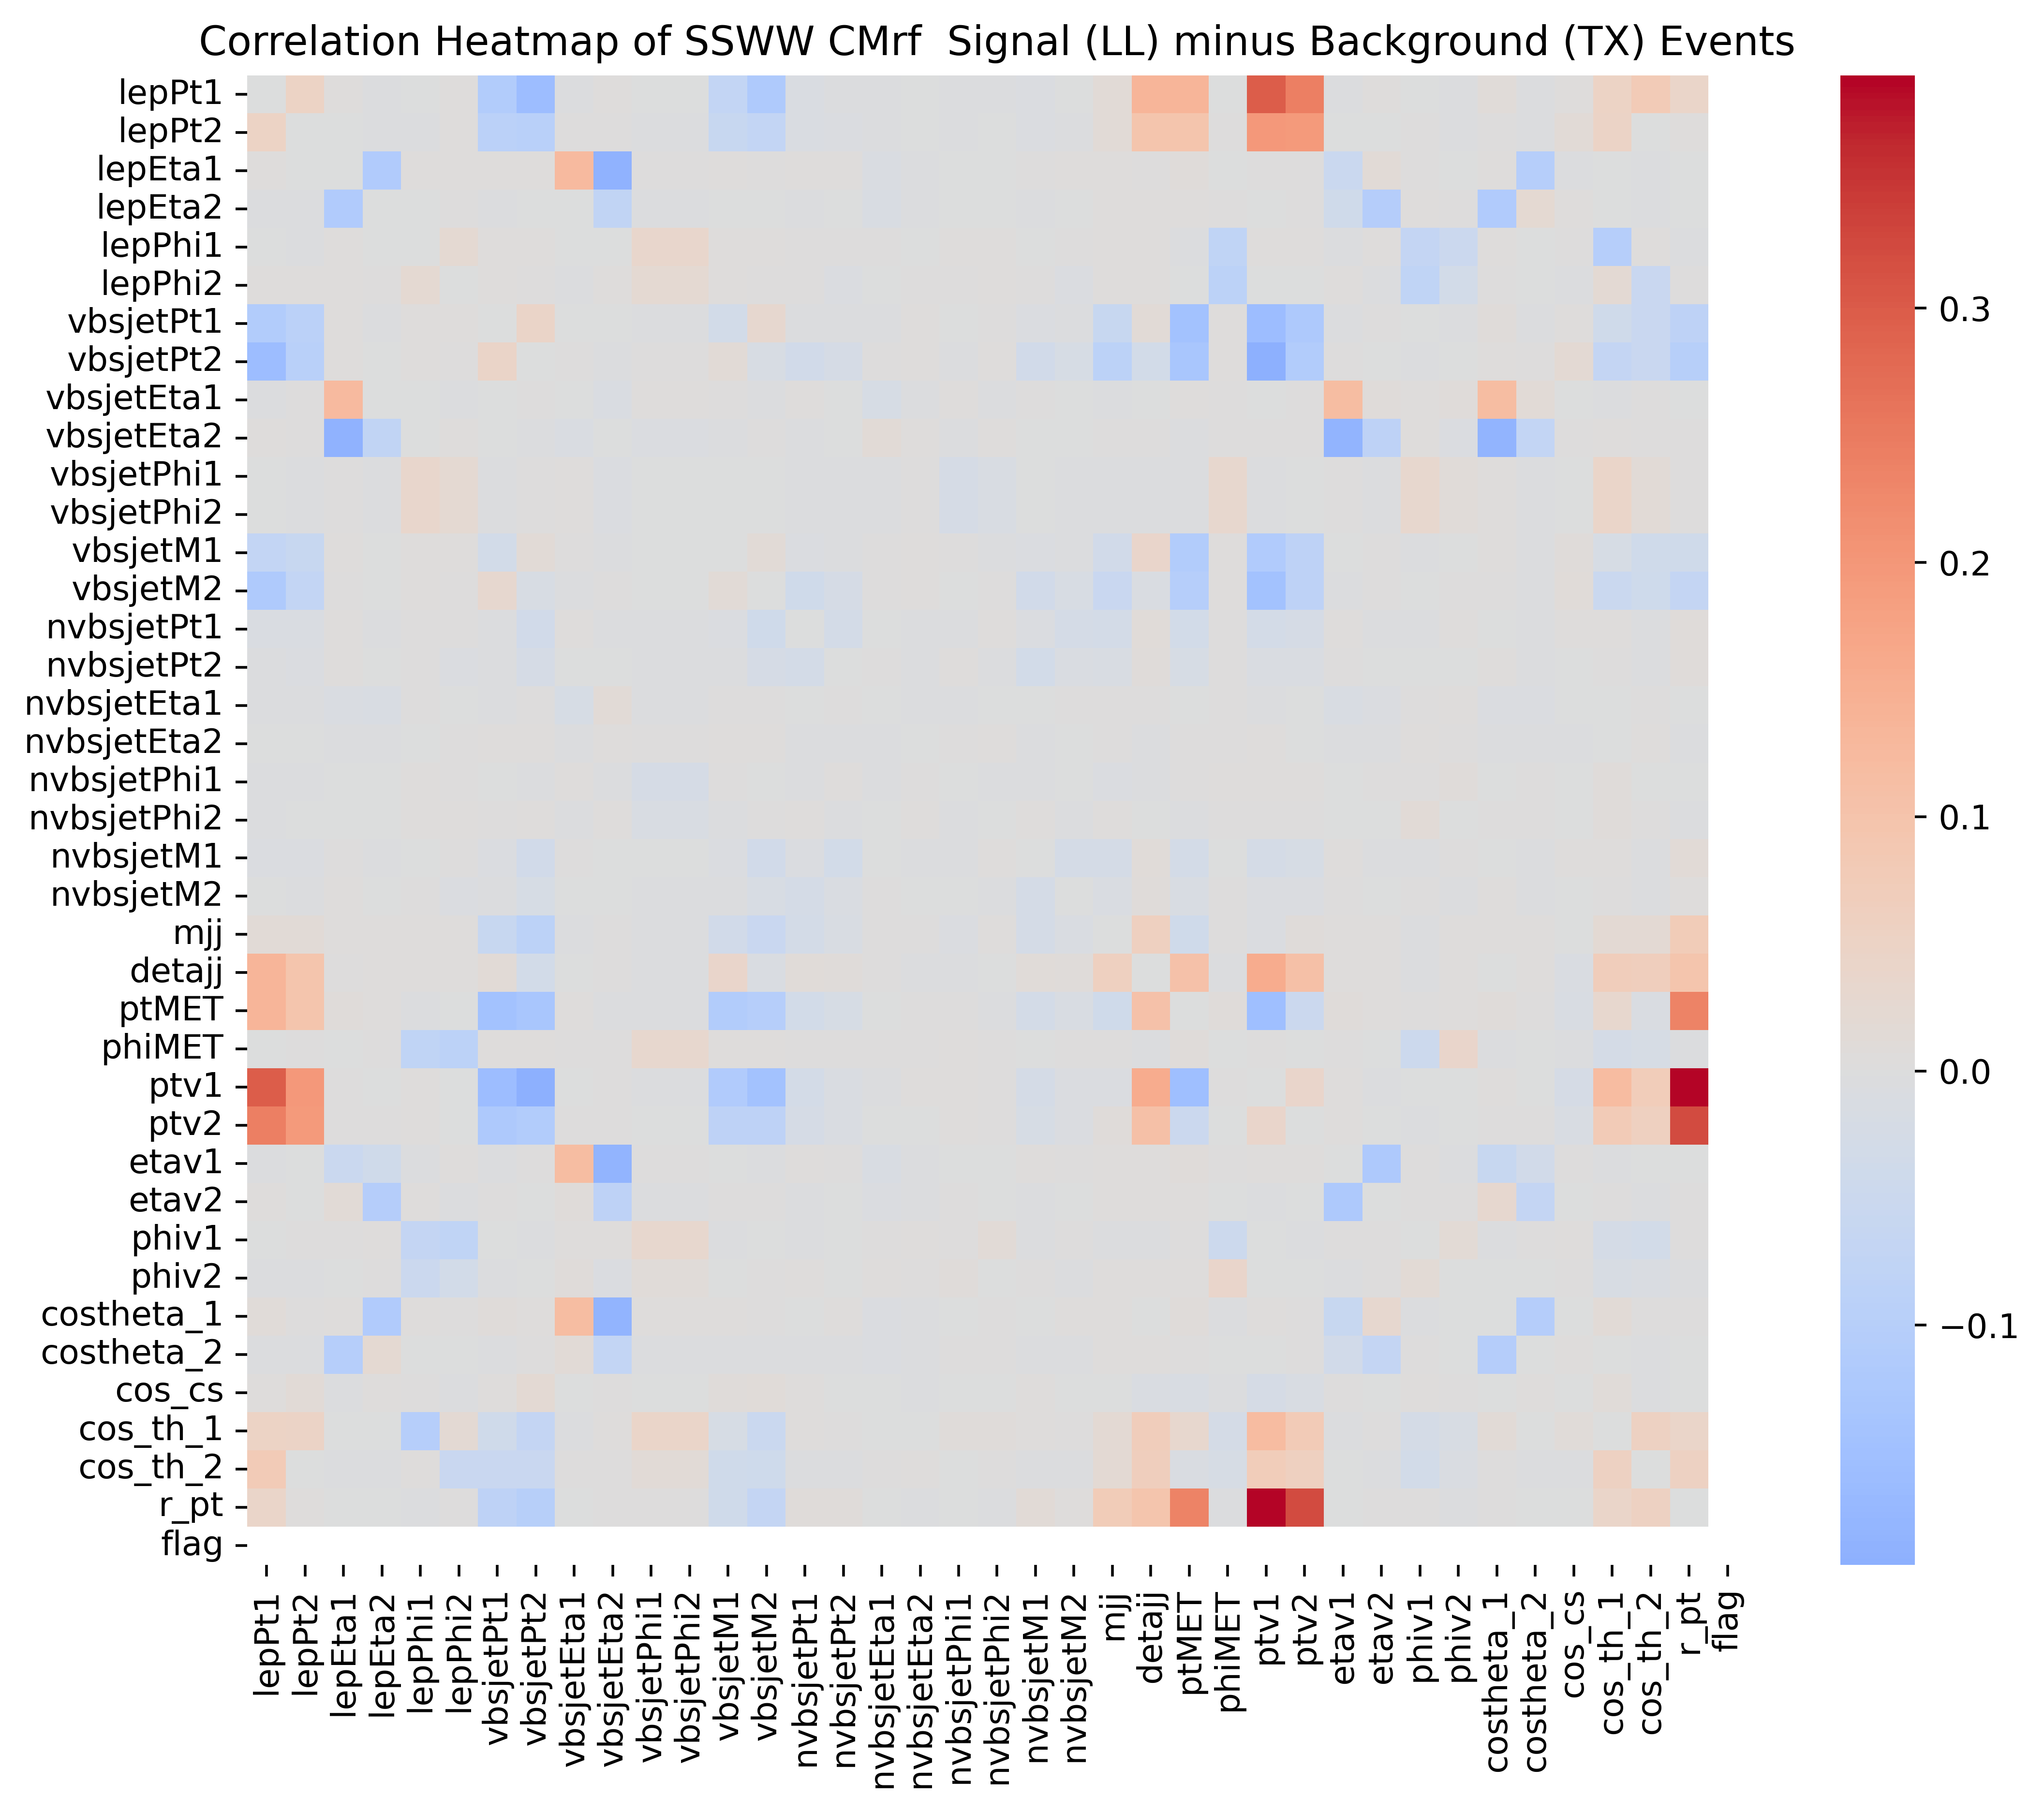 Correlation Heatmap of SSWW CMrf  Signal (LL) minus Background (TX) Events
lepPt1
lepPt2
lepEta1
lepEta2
lepPhi1
lepPhi2
vbsjetPt1
vbsjetPt2
vbsjetEta1
vbsjetEta2
vbsjetPhi1
vbsjetPhi2
vbsjetM1
vbsjetM2
nvbsjetPt1
nvbsjetPt2
nvbsjetEta1
nvbsjetEta2
nvbsjetPhi1
nvbsjetPhi2
nvbsjetM1
nvbsjetM2
mjj
detajj
ptMET
phiMET
ptv1
ptv2
etav1
etav2
phiv1
phiv2
costheta_1
costheta_2
cos_cs
cos_th_1
cos_th_2
r_pt
flag
lepPt1
lepPt2
lepEta1
lepEta2
lepPhi1
lepPhi2
vbsjetPt1
vbsjetPt2
vbsjetEta1
vbsjetEta2
vbsjetPhi1
vbsjetPhi2
vbsjetM1
vbsjetM2
nvbsjetPt1
nvbsjetPt2
nvbsjetEta1
nvbsjetEta2
nvbsjetPhi1
nvbsjetPhi2
nvbsjetM1
nvbsjetM2
mjj
detajj
ptMET
phiMET
ptv1
ptv2
etav1
etav2
phiv1
phiv2
costheta_1
costheta_2
cos_cs
cos_th_1
cos_th_2
r_pt
flag
0.3
0.2
0.1
0.0
−0.1